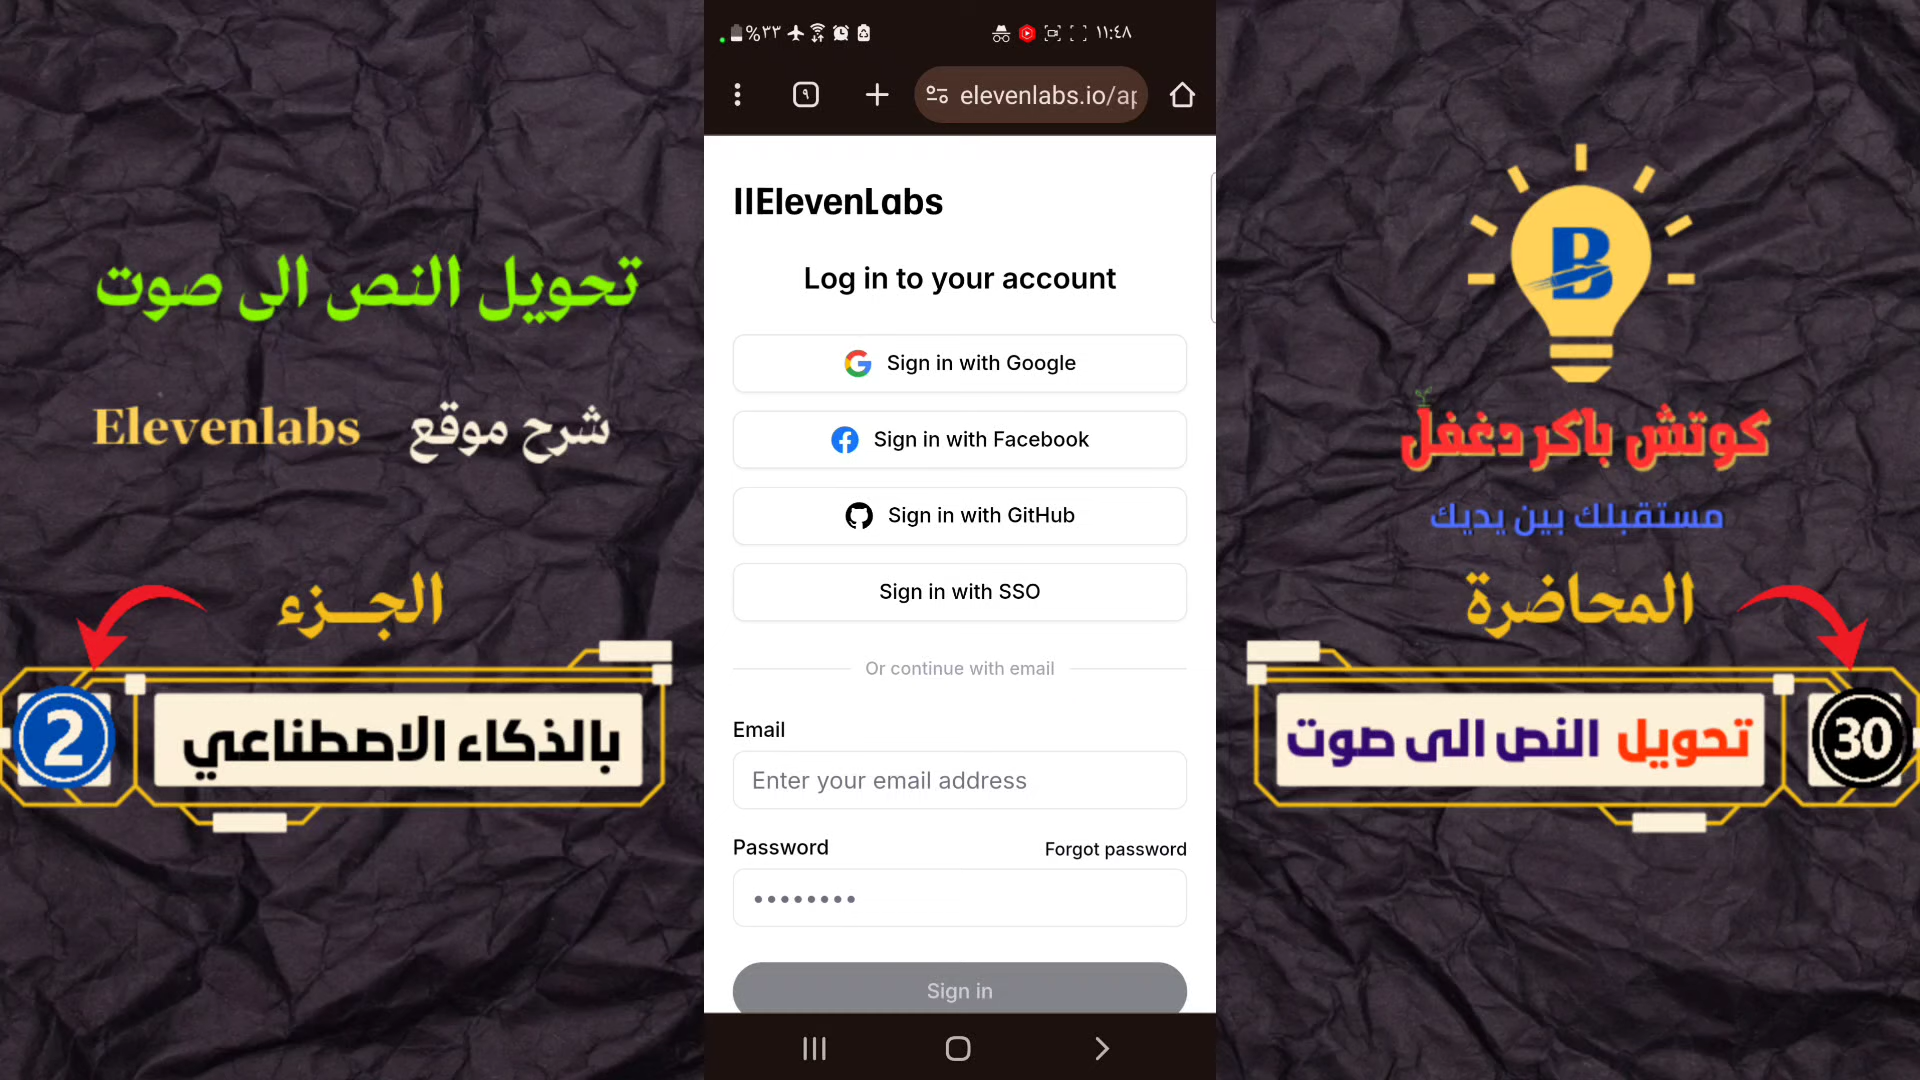 %٣٣
١١:٤٨
٩
elevenlabs.io/ap
IIElevenLabs
Log in to your account
Sign in with Google
Sign in with Facebook
Sign in with GitHub
Sign in with SSO
Or continue with email
Email
Enter your email address
Password
Forgot password
Sign in
تحويل النص الى صوت
شرح موقع Elevenlabs
الجــزء
2
بالذكاء الاصطناعي
B
كوتش باكر دغفل
مستقبلك بين يديك
المحاضرة
تحويل النص الى صوت
30